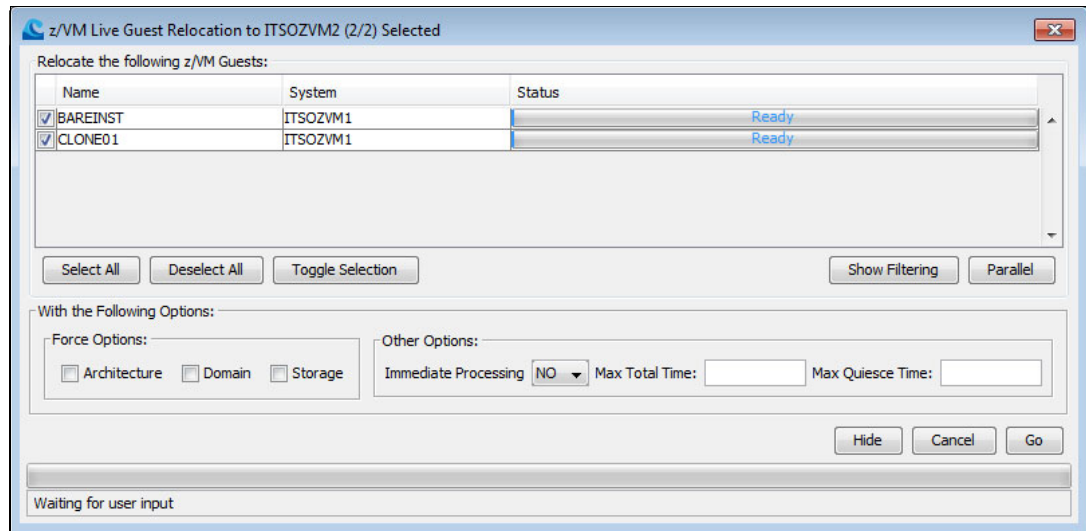 z/VM Live Guest Relocation to ITSOZVM2 (2/2) Selected
Relocate the following z/VM Guests:
Name System Status
BAREINST ITSOZVM1 Ready
CLONE01 ITSOZVM1 Ready
Select All Deselect All Toggle Selection Show Filtering Parallel
With the Following Options:
Force Options: Other Options:
Architecture Domain Storage Immediate Processing NO Max Total Time: Max Quiesce Time:
Hide Cancel Go
Waiting for user input